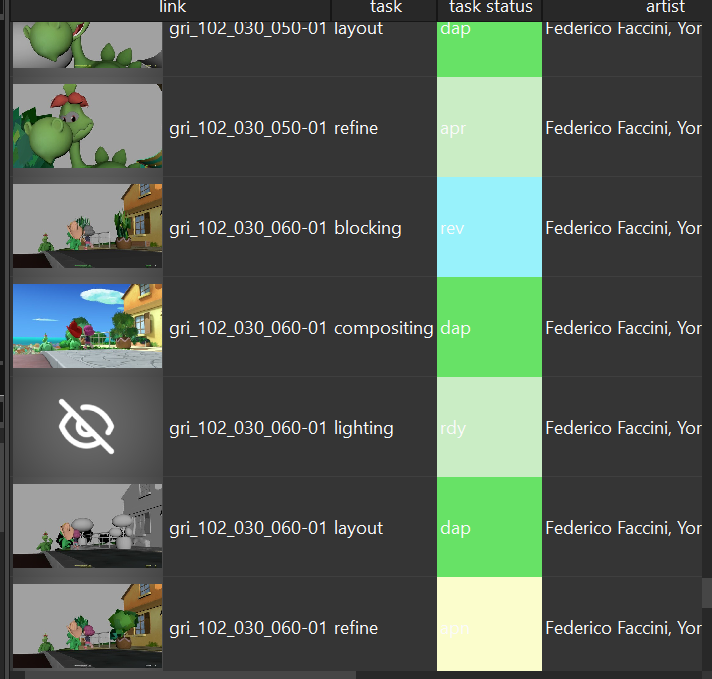 link task task status artist
gri_102_030_050-01 layout dap Federico Faccini, Yor
gri_102_030_050-01 refine apr Federico Faccini, Yor
gri_102_030_060-01 blocking rev Federico Faccini, Yor
gri_102_030_060-01 compositing dap Federico Faccini, Yor
gri_102_030_060-01 lighting rdy Federico Faccini, Yor
gri_102_030_060-01 layout dap Federico Faccini, Yor
gri_102_030_060-01 refine Federico Faccini, Yor